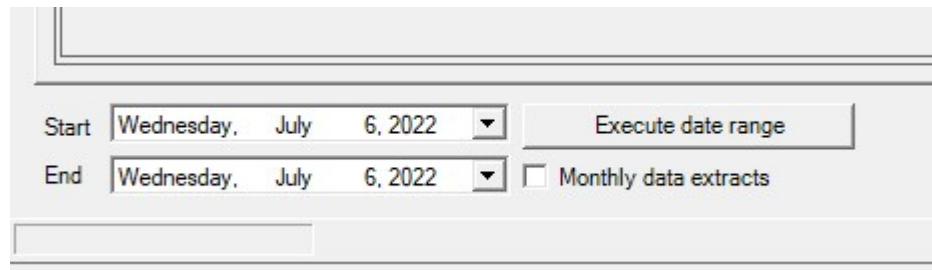 Start Wednesday, July 6, 2022 Execute date range
End Wednesday, July 6, 2022 Monthly data extracts